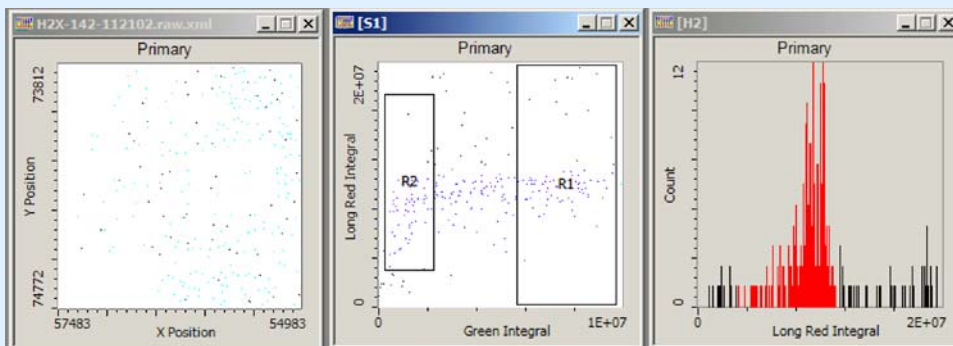 H2X-142-112102.raw.xml
Primary
73812
Y Position
74772
57483
54983
X Position
[S1]
Primary
2E+07
Long Red Integral
0
R2
R1
0
1E+07
Green Integral
[H2]
Primary
12
Count
0
0
2E+07
Long Red Integral